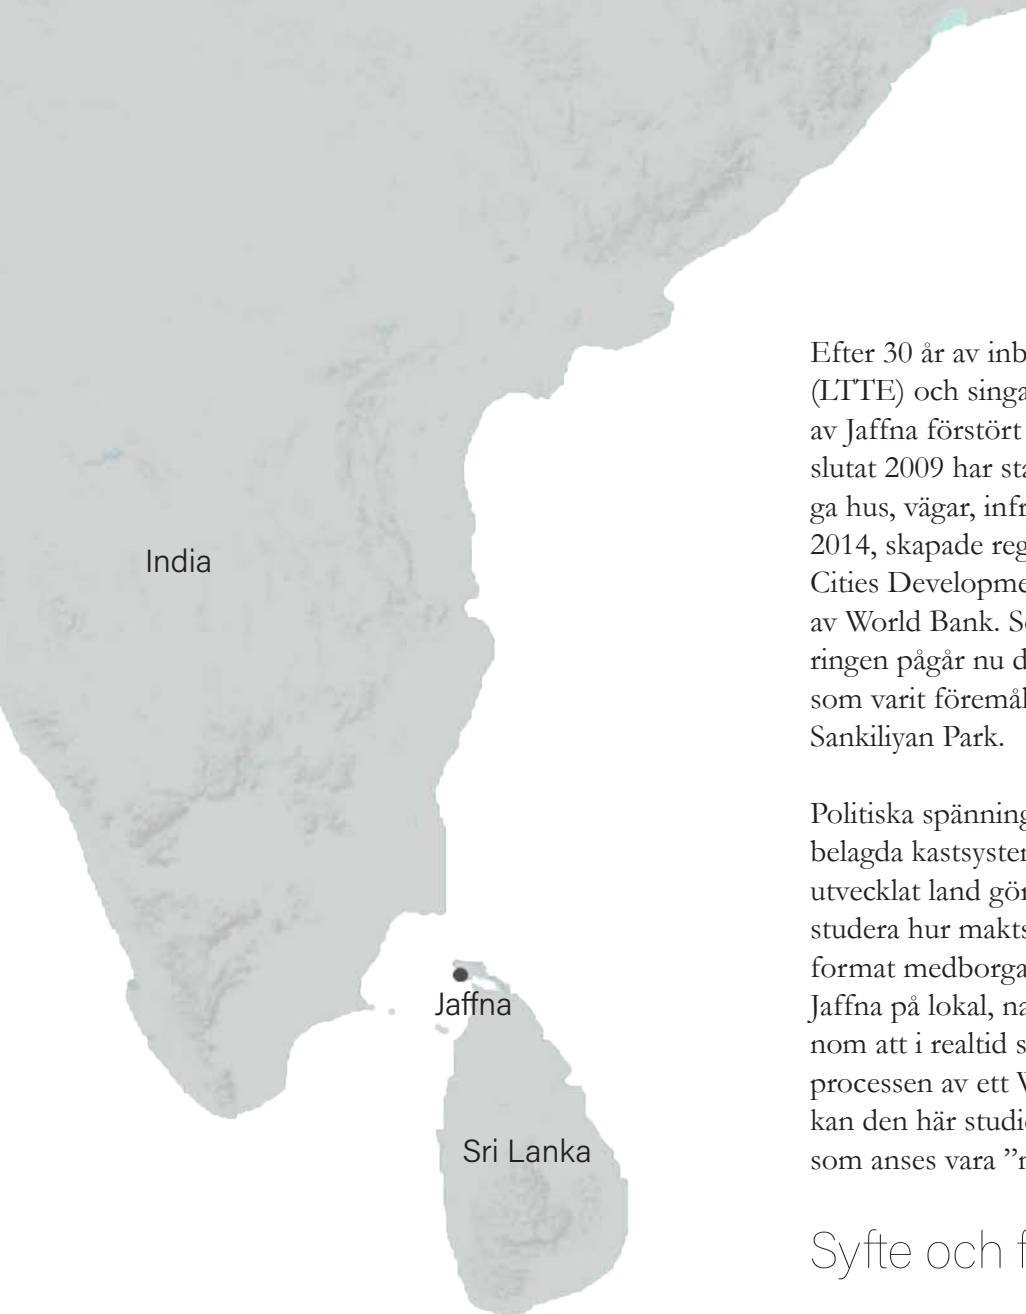 India
Jaffna
Sri Lanka
Efter 30 år av inb
(LTTE) och singa
av Jaffna förstört
slutat 2009 har sta
ga hus, vägar, infr
2014, skapade reg
Cities Developme
av World Bank. So
ringen pågår nu d
som varit föremål
Sankiliyan Park.
Politiska spänning
belagda kastsyster
utvecklat land gör
studera hur makts
format medborga
Jaffna på lokal, na
nom att i realtid s
processen av ett V
kan den här studie
som anses vara ”r
Syfte och f